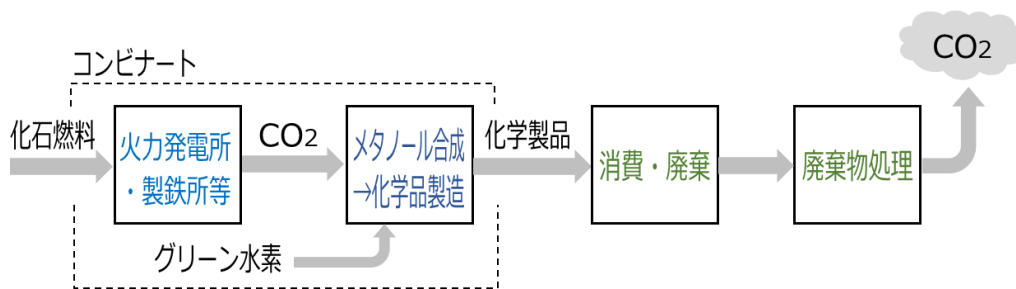 CO2
コンビナート
化石燃料
火力発電所
・製鉄所等
CO2
メタノール合成
→化学品製造
化学製品
消費・廃棄
廃棄物処理
グリーン水素